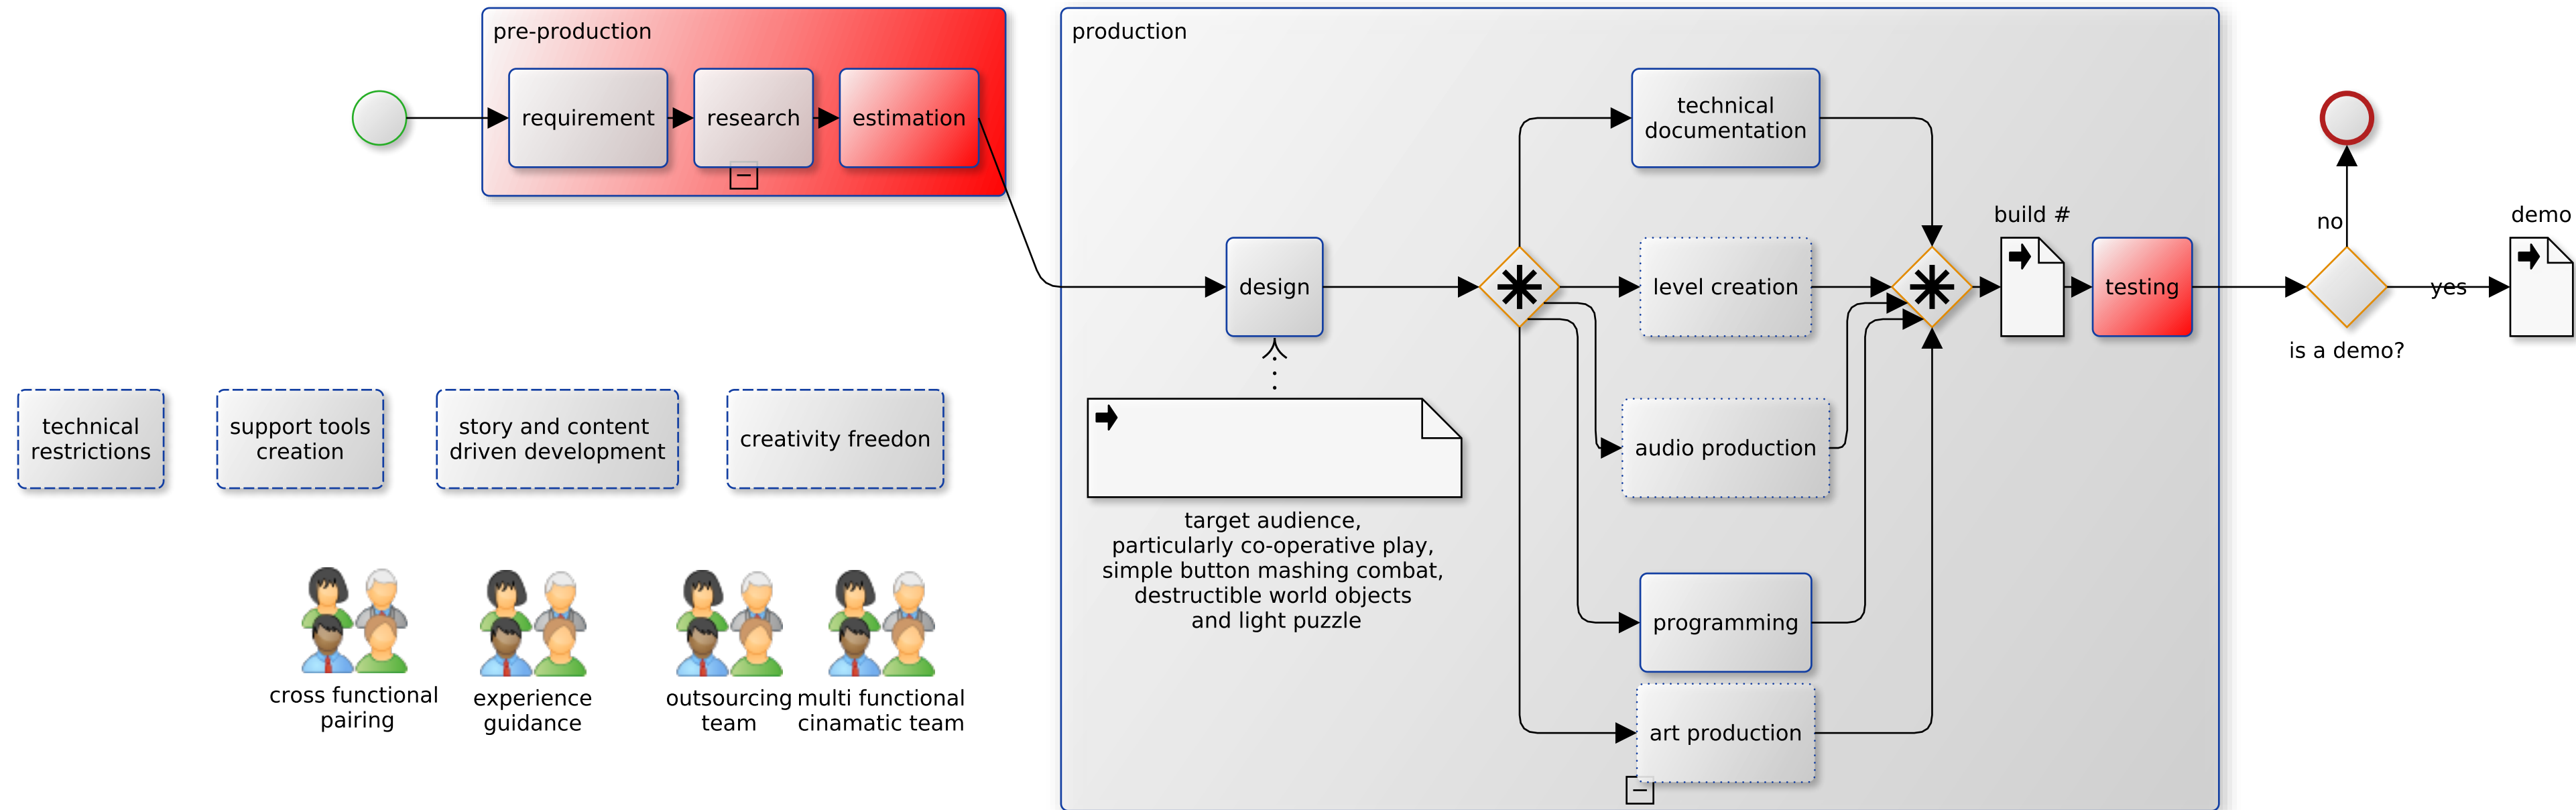 pre-production
requirement
research
estimation
production
technical
documentation
design
level creation
build #
testing
no
yes
demo
is a demo?
technical
restrictions
support tools
creation
story and content
driven development
creativity freedon
audio production
target audience,
particularly co-operative play,
simple button mashing combat,
destructible world objects
and light puzzle
programming
art production
cross functional
pairing
experience
guidance
outsourcing
team
multi functional
cinamatic team